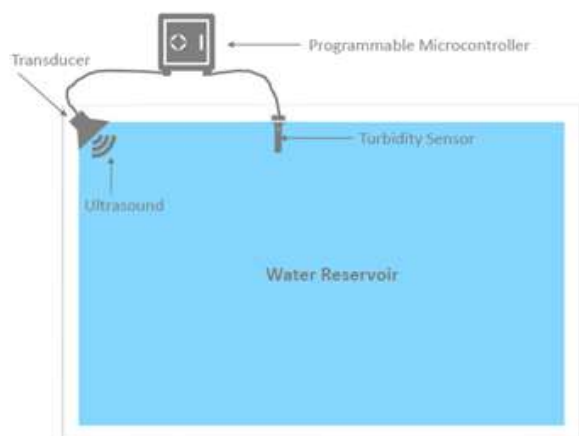 Programmable Microcontroller
Transducer
Turbidity Sensor
Ultrasound
Water Reservoir